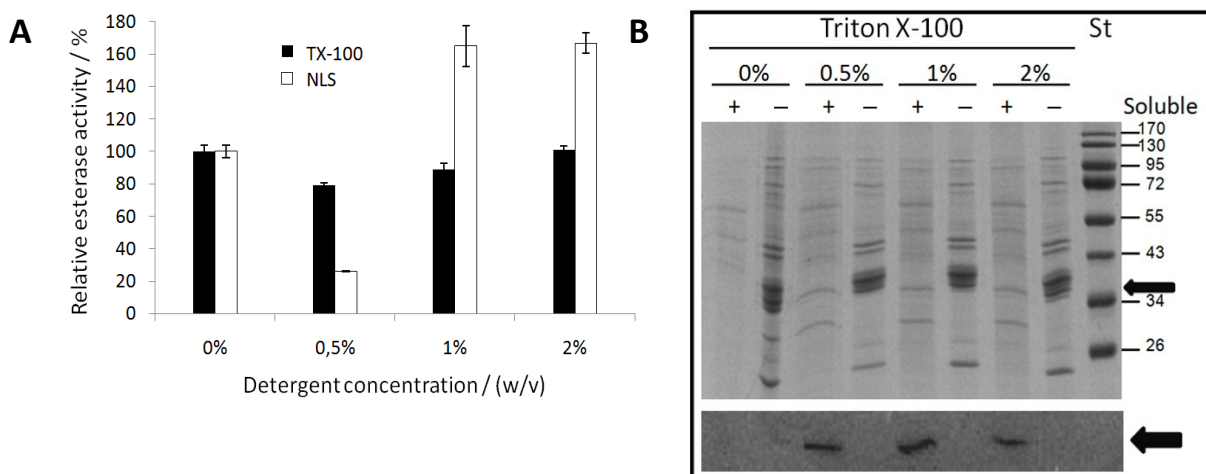 A
Relative esterase activity / %
180
160
140
120
100
80
60
40
20
0
TX-100
NLS
0% 0,5% 1% 2%
Detergent concentration / (w/v)
B
Triton X-100 St
0% 0.5% 1% 2%
+ – + – + – + – Soluble
170
130
95
72
55
43
34
26